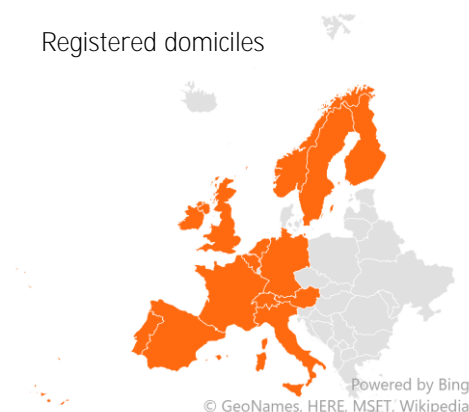 Registered domiciles
Powered by Bing
© GeoNames, HERE, MSFT, Wikipedia